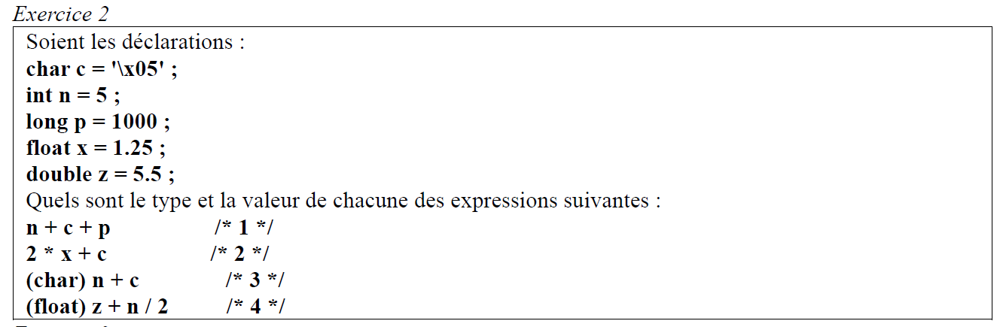 Exercice 2
Soient les déclarations :
char c = '\x05' ;
int n = 5 ;
long p = 1000 ;
float x = 1.25 ;
double z = 5.5 ;
Quels sont le type et la valeur de chacune des expressions suivantes :
n + c + p /* 1 */
2 * x + c /* 2 */
(char) n + c /* 3 */
(float) z + n / 2 /* 4 */